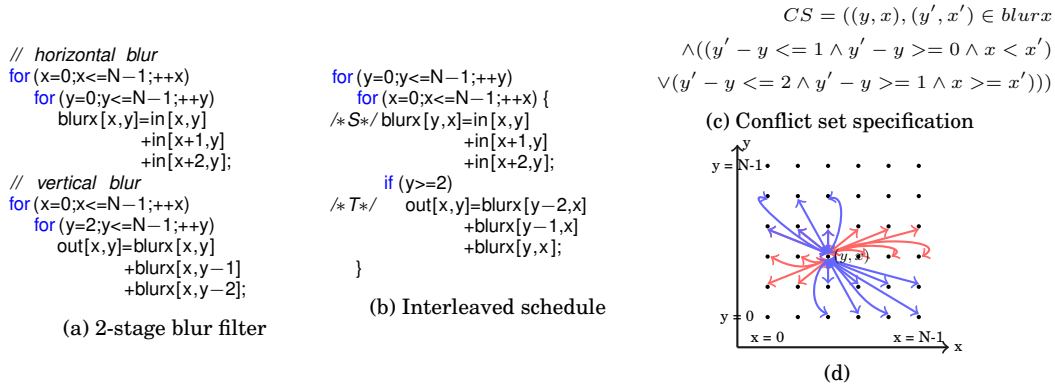 // horizontal blur
for (x=0;x<=N−1;++x)
for (y=0;y<=N−1;++y)
blurx[x,y]=in[x,y]
+in[x+1,y]
+in[x+2,y];
// vertical blur
for (x=0;x<=N−1;++x)
for (y=2;y<=N−1;++y)
out[x,y]=blurx[x,y]
+blurx[x,y−1]
+blurx[x,y−2];
(a) 2-stage blur filter
for (y=0;y<=N−1;++y)
for (x=0;x<=N−1;++x) {
/∗S∗/ blurx[y,x]=in[x,y]
+in[x+1,y]
+in[x+2,y];
if (y>=2)
/∗T∗/ out[x,y]=blurx[y−2,x]
+blurx[y−1,x]
+blurx[y,x];
}
(b) Interleaved schedule
CS = ((y, x), (y′, x′) ∈ blurx
∧((y′ − y <= 1 ∧ y′ − y >= 0 ∧ x < x′)
∨(y′ − y <= 2 ∧ y′ − y >= 1 ∧ x >= x′)))
(c) Conflict set specification
y
y = N-1
(y, x)
y = 0
x = 0
x = N-1
x
(d)